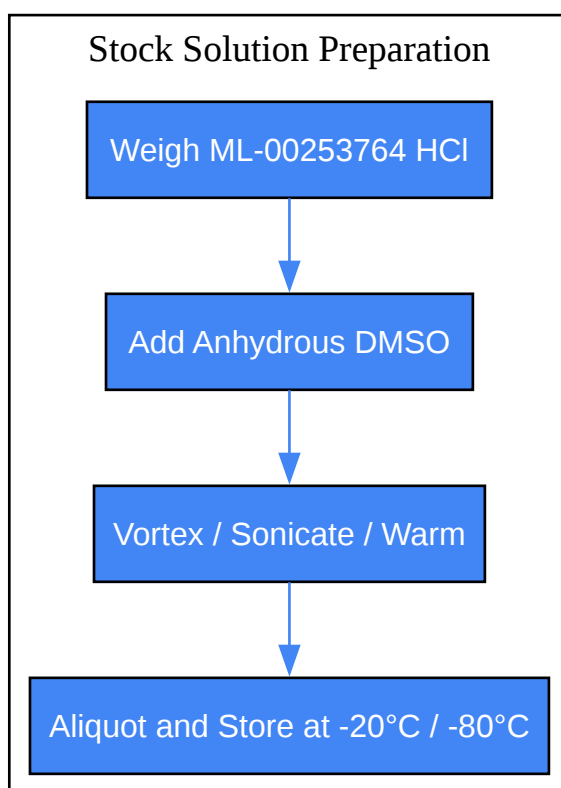 Stock Solution Preparation
Weigh ML-00253764 HCl
Add Anhydrous DMSO
Vortex / Sonicate / Warm
Aliquot and Store at -20°C / -80°C